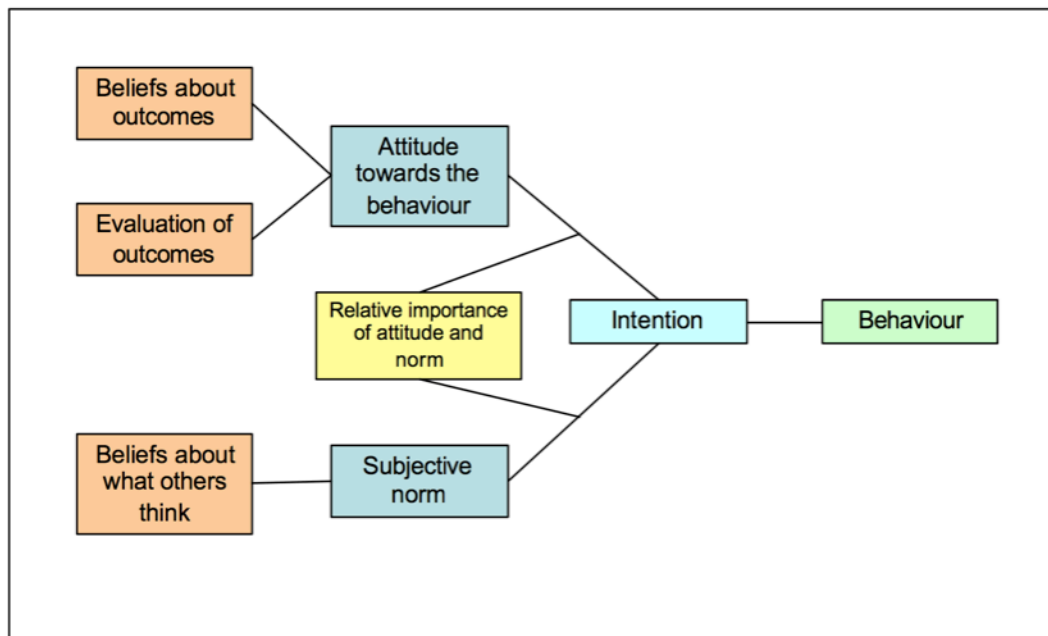 Beliefs about
outcomes
Evaluation of
outcomes
Attitude
towards the
behaviour
Relative importance
of attitude and
norm
Intention
Behaviour
Beliefs about
what others
think
Subjective
norm